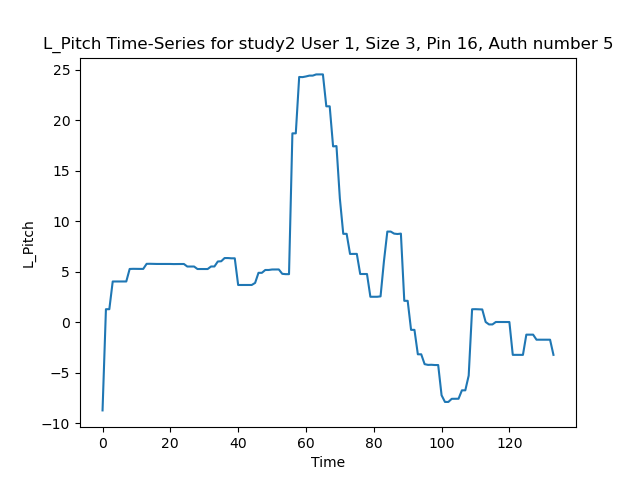 L_Pitch Time-Series for study2 User 1, Size 3, Pin 16, Auth number 5
25
20
15
10
5
0
−5
−10
L_Pitch
0 20 40 60 80 100 120
Time